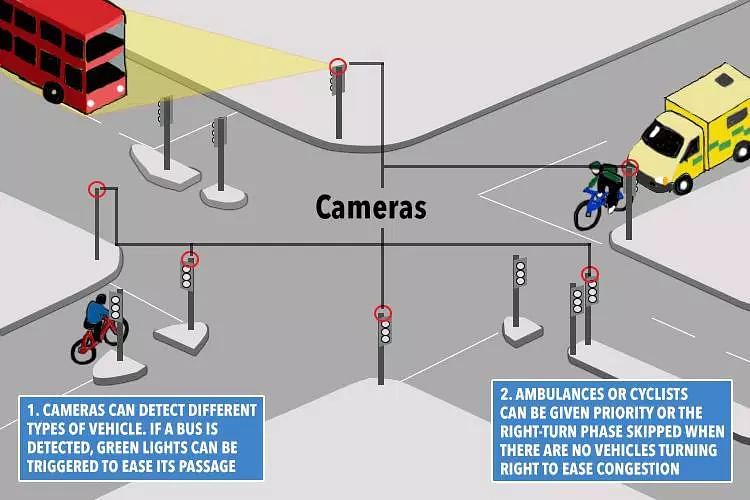 Cameras
1. CAMERAS CAN DETECT DIFFERENT
TYPES OF VEHICLE. IF A BUS IS
DETECTED, GREEN LIGHTS CAN BE
TRIGGERED TO EASE ITS PASSAGE
2. AMBULANCES OR CYCLISTS
CAN BE GIVEN PRIORITY OR THE
RIGHT-TURN PHASE SKIPPED WHEN
THERE ARE NO VEHICLES TURNING
RIGHT TO EASE CONGESTION